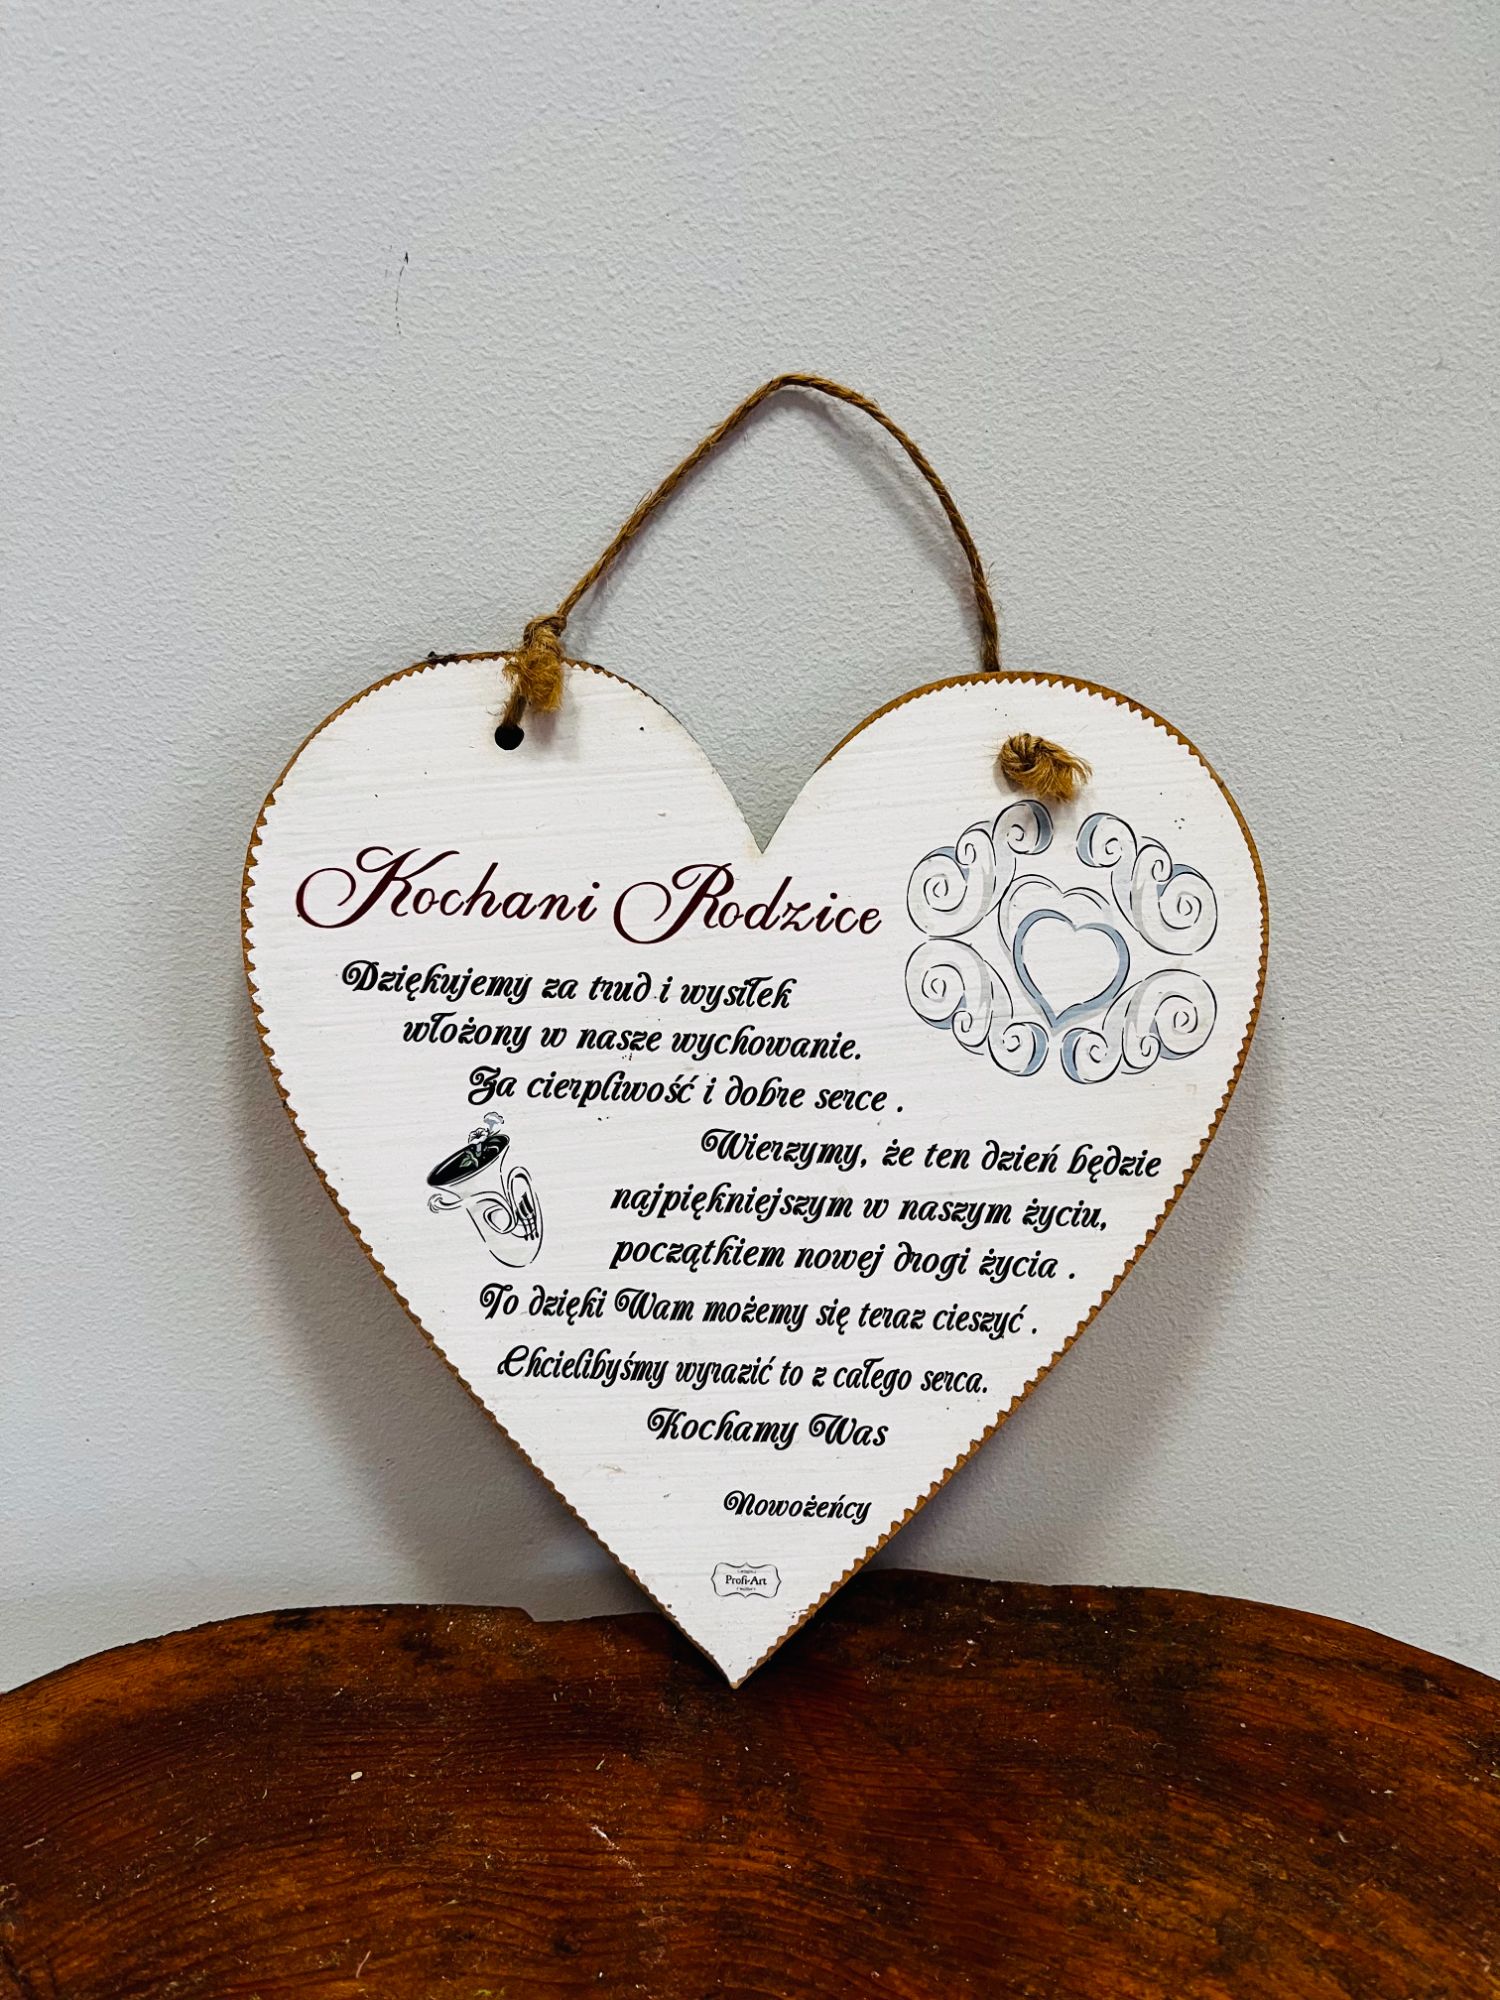 Kochani Rodzice
Dziękujemy za trud i wysiłek
włożony w nasze wychowanie.
Za cierpliwość i dobre serce .
Wierzymy, że ten dzień będzie
najpiękniejszym w naszym życiu,
początkiem nowej drogi życia .
To dzięki Wam możemy się teraz cieszyć .
Chcielibyśmy wyrazić to z całego serca.
Kochamy Was
Nowożeńcy
Profi-Art